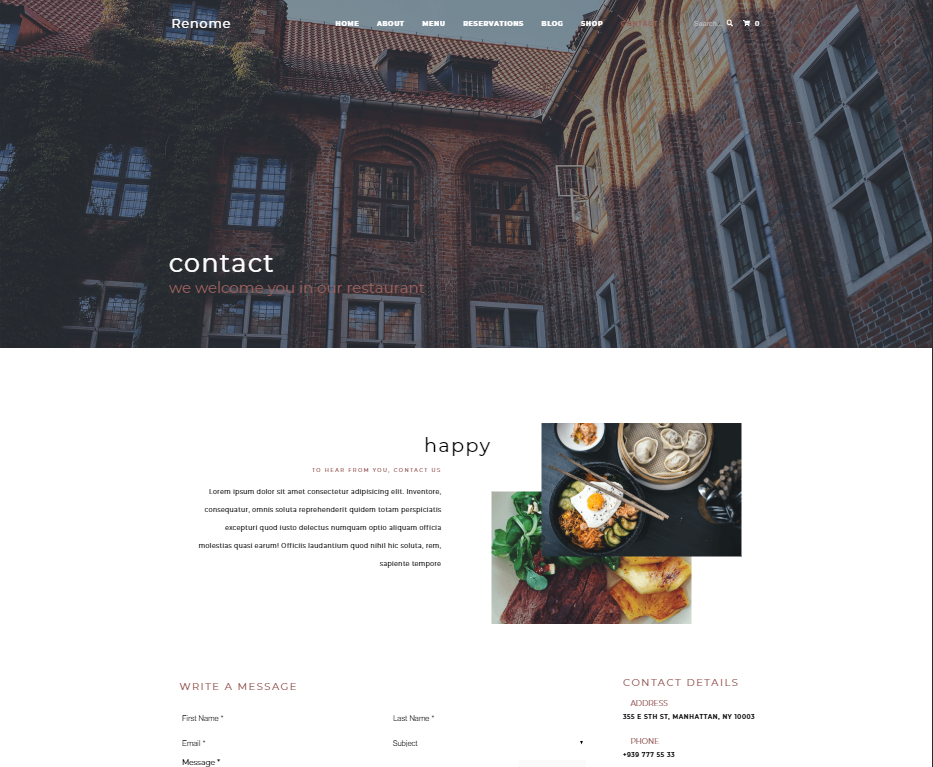 Renome
HOME ABOUT MENU RESERVATIONS BLOG SHOP CONTACT Search... 0
contact
we welcome you in our restaurant
happy
TO HEAR FROM YOU, CONTACT US
Lorem ipsum dolor sit amet consectetur adipisicing elit. Inventore,
consequatur, omnis soluta reprehenderit quidem totam perspiciatis
excepturi quod iusto delectus numquam optio aliquam officia
molestias quasi earum! Officiis laudantium quod nihil hic soluta, rem,
sapiente tempore
WRITE A MESSAGE
First Name * Last Name *
Email * Subject
Message *
CONTACT DETAILS
ADDRESS
355 E 5TH ST, MANHATTAN, NY 10003
PHONE
+939 777 55 33